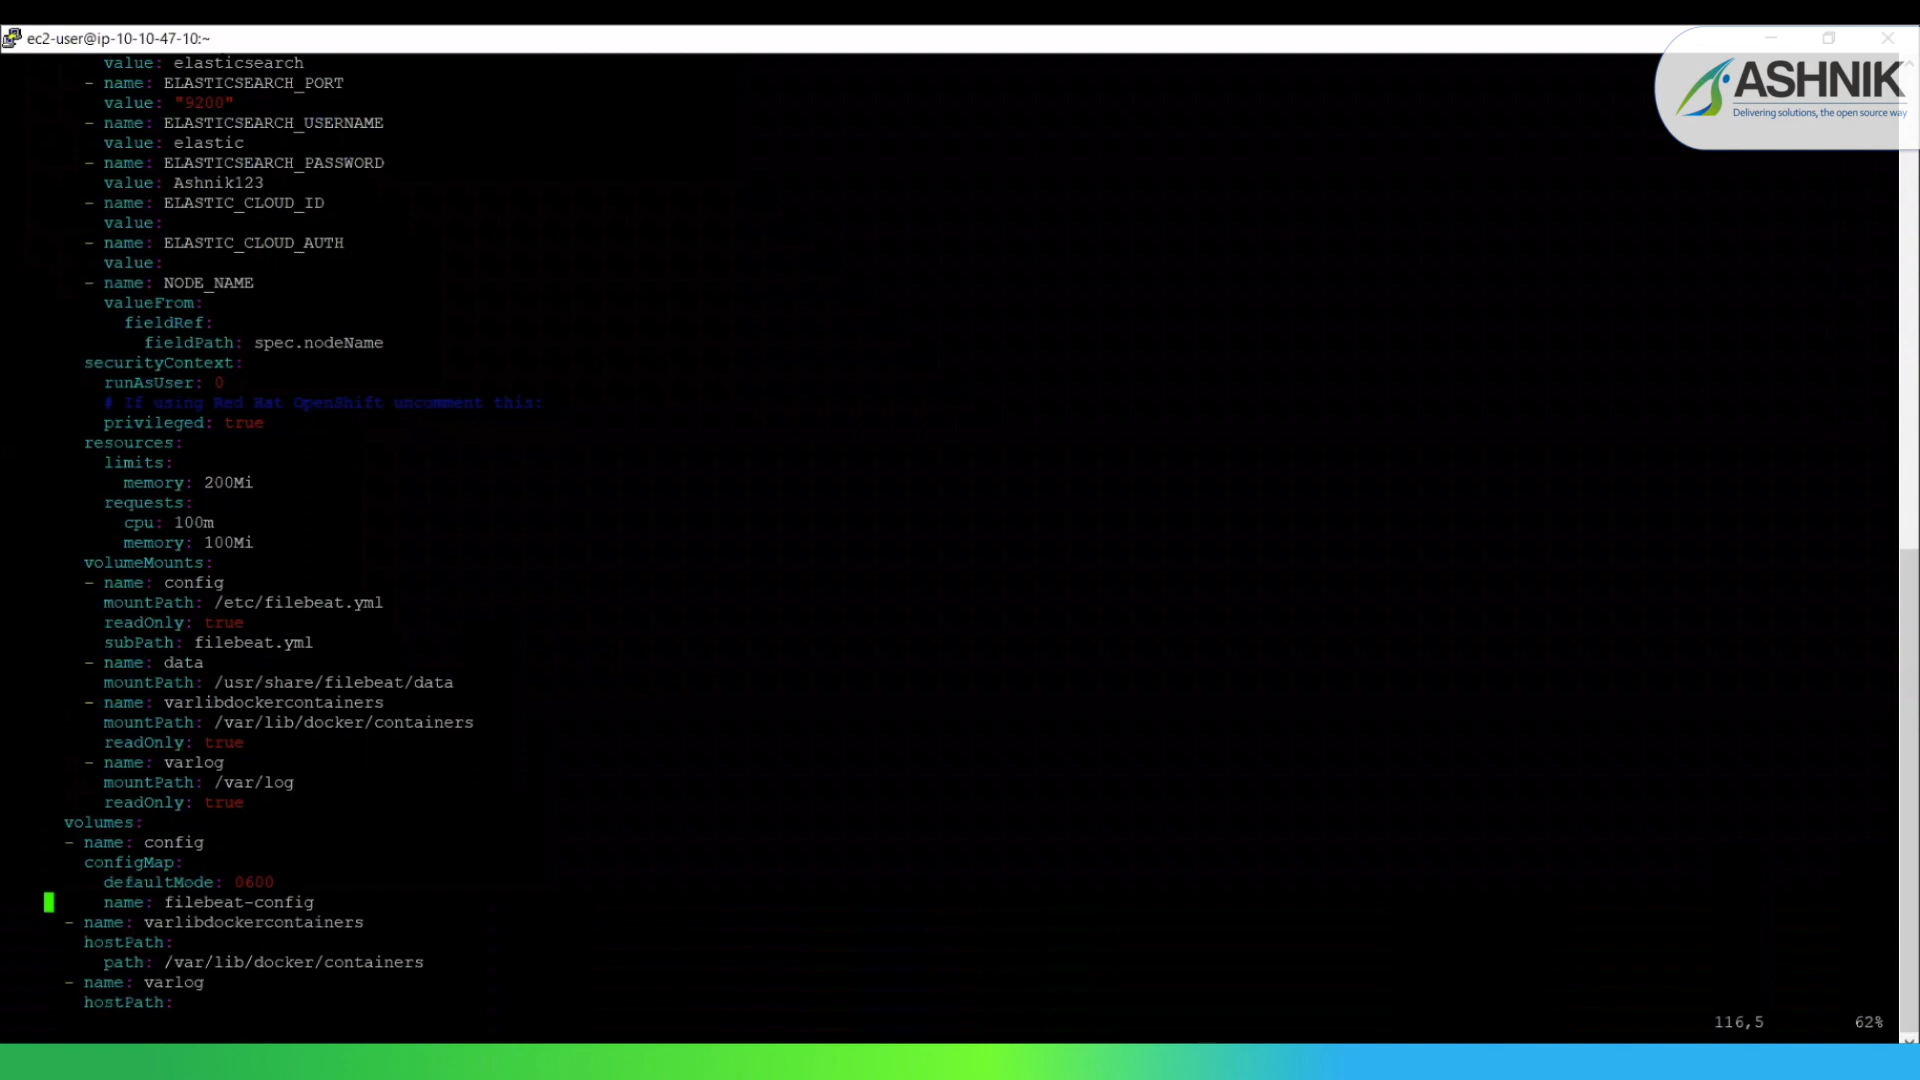 ec2-user@ip-10-10-47-10:~
ASHNIK
Delivering solutions, the open source way
value: elasticsearch
- name: ELASTICSEARCH_PORT
value: "9200"
- name: ELASTICSEARCH_USERNAME
value: elastic
- name: ELASTICSEARCH_PASSWORD
value: Ashnik123
- name: ELASTIC_CLOUD_ID
value:
- name: ELASTIC_CLOUD_AUTH
value:
- name: NODE_NAME
valueFrom:
fieldRef:
fieldPath: spec.nodeName
securityContext:
runAsUser: 0
# If using Red Hat OpenShift uncomment this:
privileged: true
resources:
limits:
memory: 200Mi
requests:
cpu: 100m
memory: 100Mi
volumeMounts:
- name: config
mountPath: /etc/filebeat.yml
readOnly: true
subPath: filebeat.yml
- name: data
mountPath: /usr/share/filebeat/data
- name: varlibdockercontainers
mountPath: /var/lib/docker/containers
readOnly: true
- name: varlog
mountPath: /var/log
readOnly: true
volumes:
- name: config
configMap:
defaultMode: 0600
name: filebeat-config
- name: varlibdockercontainers
hostPath:
path: /var/lib/docker/containers
- name: varlog
hostPath:
116,5
62%